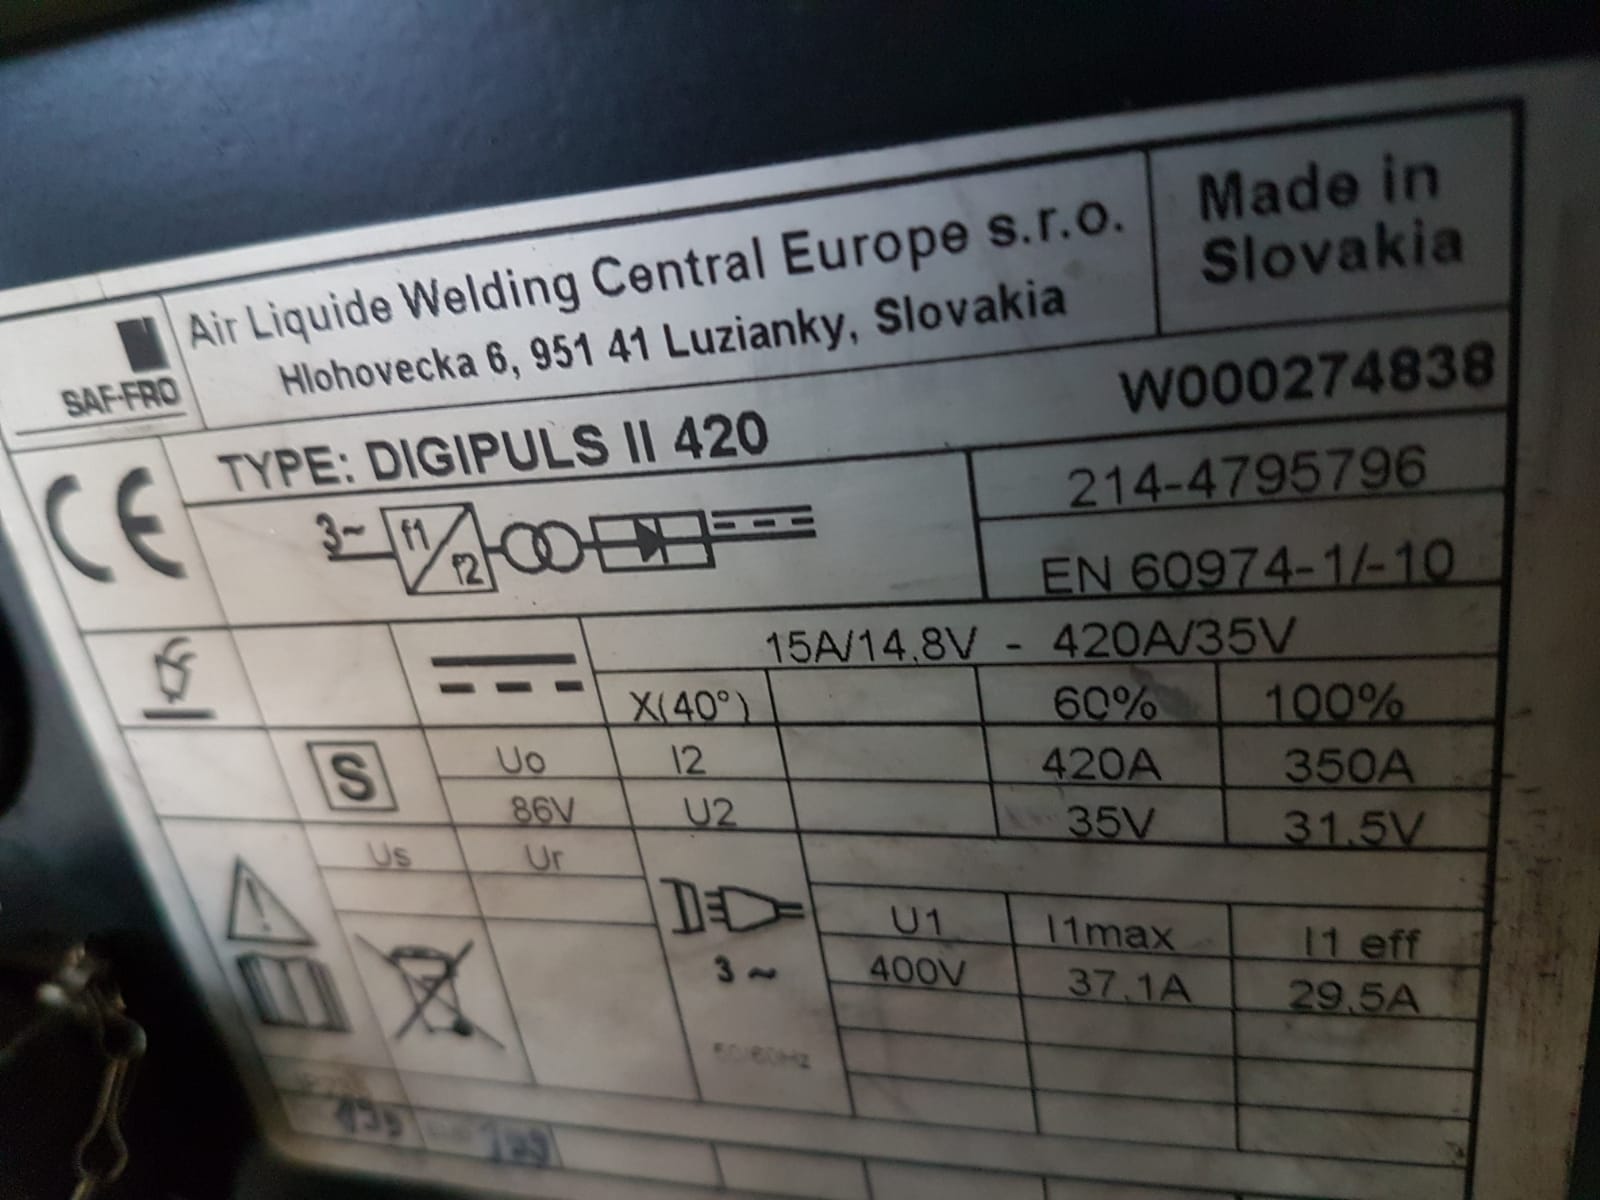 SAF-FRO
Air Liquide Welding Central Europe s.r.o.
Hlohovecka 6, 951 41 Luzianky, Slovakia
Made in
Slovakia
CE
TYPE: DIGIPULS II 420
W000274838
3~ f1 f2
214-4795796
EN 60974-1/-10
15A/14.8V - 420A/35V
X(40°) 60% 100%
S Uo I2 420A 350A
86V U2 35V 31.5V
Us Ur
U1 I1max I1 eff
3 ~ 400V 37.1A 29.5A
50/60Hz